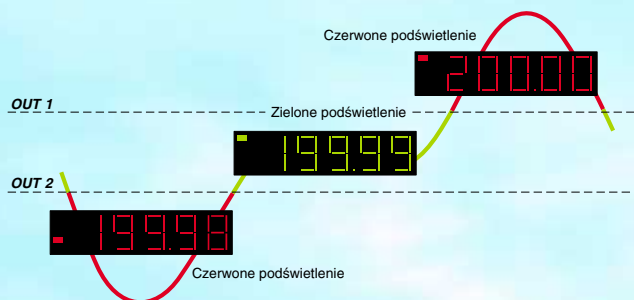 Czerwone podświetlenie
200.00
OUT 1
Zielone podświetlenie
199.99
OUT 2
199.98
Czerwone podświetlenie